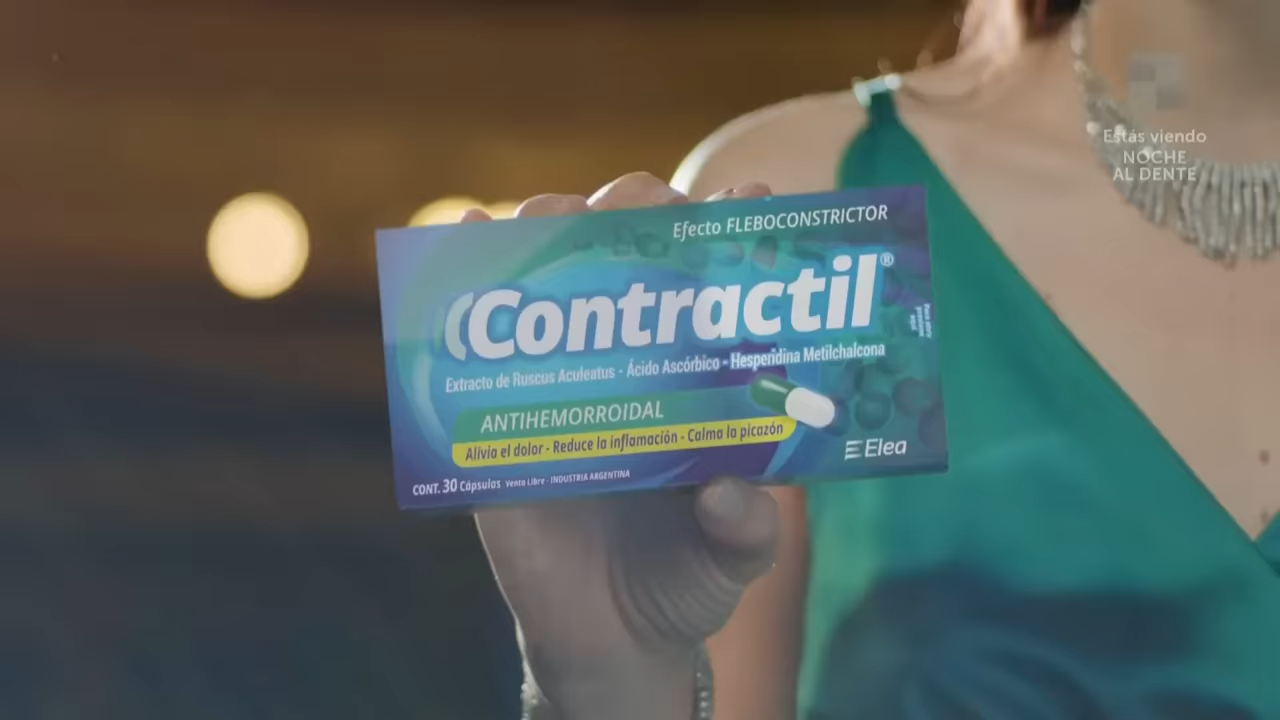 Estás viendo
NOCHE
AL DENTE
Efecto FLEBOCONSTRICTOR
Contractil®
Extracto de Ruscus Aculeatus - Ácido Ascórbico - Hesperidina Metilchalcona
ANTIHEMORROIDAL
Alivia el dolor - Reduce la inflamación - Calma la picazón
Elea
CONT. 30 Cápsulas Venta Libre - INDUSTRIA ARGENTINA